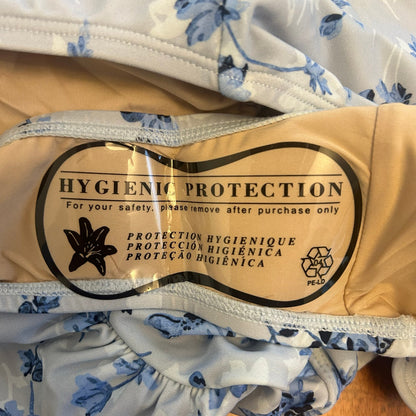 HYGIENIC PROTECTION
For your safety, please remove after purchase only
PROTECTION HYGIENIQUE
PROTECCIÓN HIGIÉNICA
PROTEÇÃO HIGIÊNICA
04
PE-LD